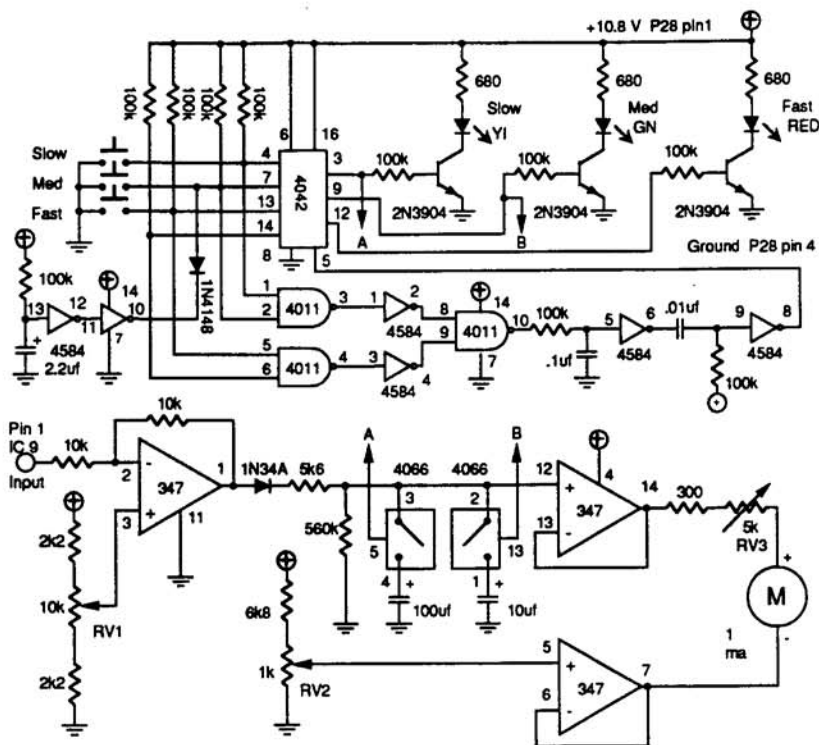 +10.8 V P28 pin1
680
680
680
100k
100k
100k
100k
Slow
YI
Med
GN
Fast
RED
6
16
Slow
4
3
100k
100k
100k
Med
7
9
4042
Fast
13
12
2N3904
2N3904
2N3904
14
A
B
8
5
Ground P28 pin 4
100k
1N4148
13
12
14
10
11
7
4584
2.2uf
1
2
4011
3
1
2
4584
5
6
4011
4
3
4
4584
8
9
4011
14
10
7
100k
.1uf
5
6
4584
.01uf
9
8
4584
100k
10k
Pin 1
IC 9
Input
10k
2
-
1
347
3
+
11
1N34A
5k6
A
B
4066
4066
3
2
560k
5
13
4
+
1
+
100uf
10uf
12
+
4
14
347
13
-
300
5k
RV3
+
M
-
1
ma
2k2
10k
RV1
2k2
6k8
1k
RV2
5
+
7
347
6
-